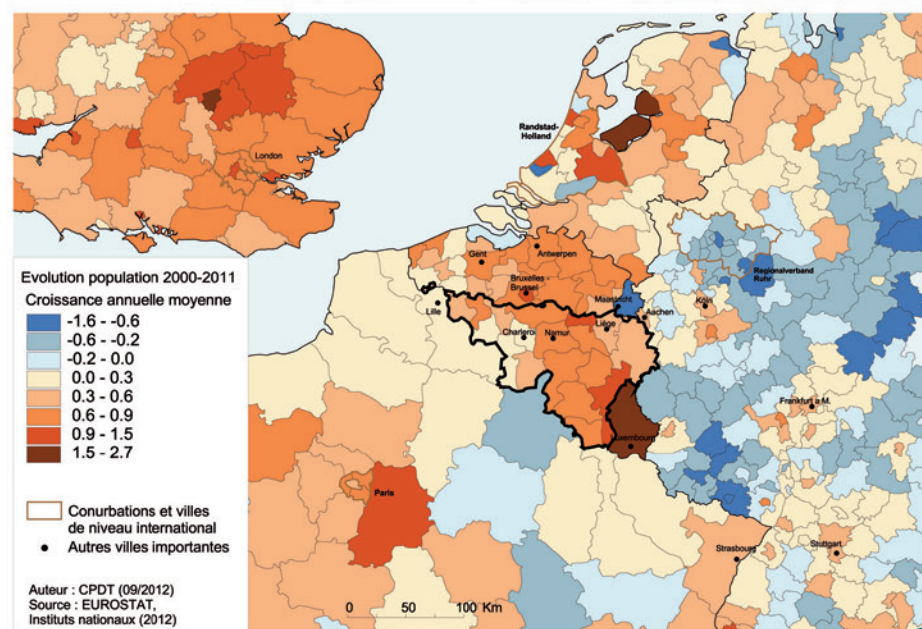 Randstad-
Holland
London
Gent
Antwerpen
Bruxelles -
Brussel
Maastricht
Regionalverband
Ruhr
Köln
Aachen
Lille
Charleroi
Namur
Liège
Luxembourg
Frankfurt a M.
Paris
Strasbourg
Stuttgart
Evolution population 2000-2011
Croissance annuelle moyenne
-1.6 - -0.6
-0.6 - -0.2
-0.2 - 0.0
0.0 - 0.3
0.3 - 0.6
0.6 - 0.9
0.9 - 1.5
1.5 - 2.7
Conurbations et villes
de niveau international
Autres villes importantes
Auteur : CPDT (09/2012)
Source : EUROSTAT,
Instituts nationaux (2012)
0 50 100 Km